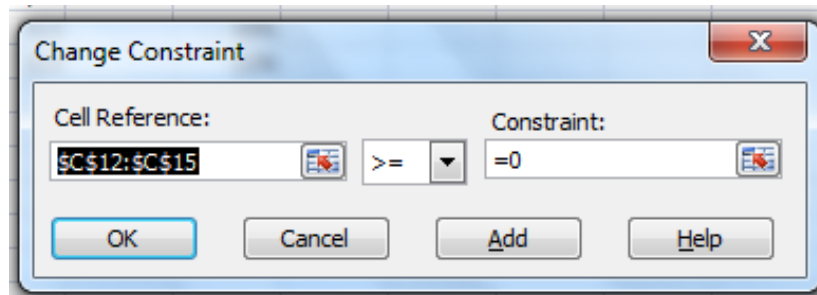 Change Constraint
Cell Reference:
Constraint:
$C$12:$C$15
>=
=0
OK
Cancel
Add
Help